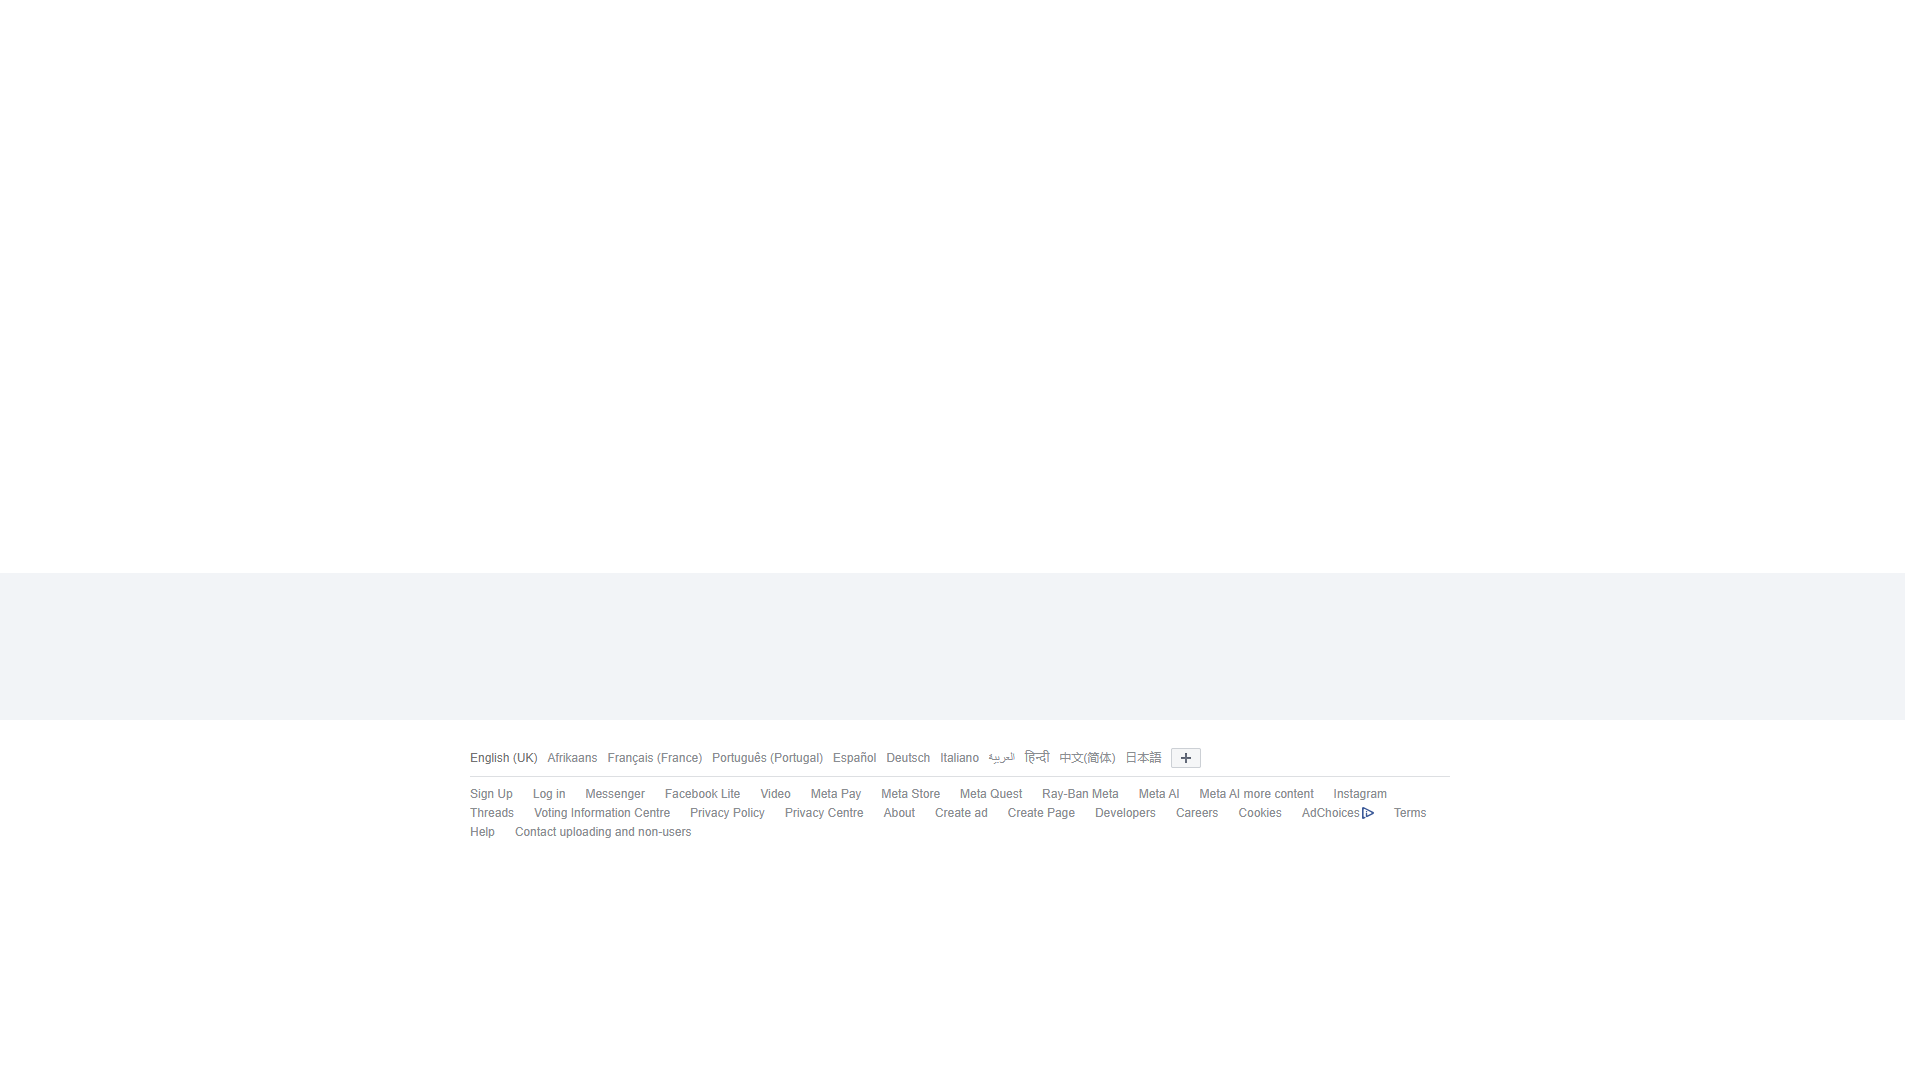 English (UK) Afrikaans Français (France) Português (Portugal) Español Deutsch Italiano العربية हिन्दी 中文(简体) 日本語
Sign Up Log in Messenger Facebook Lite Video Meta Pay Meta Store Meta Quest Ray-Ban Meta Meta AI Meta AI more content Instagram
Threads Voting Information Centre Privacy Policy Privacy Centre About Create ad Create Page Developers Careers Cookies AdChoices Terms
Help Contact uploading and non-users